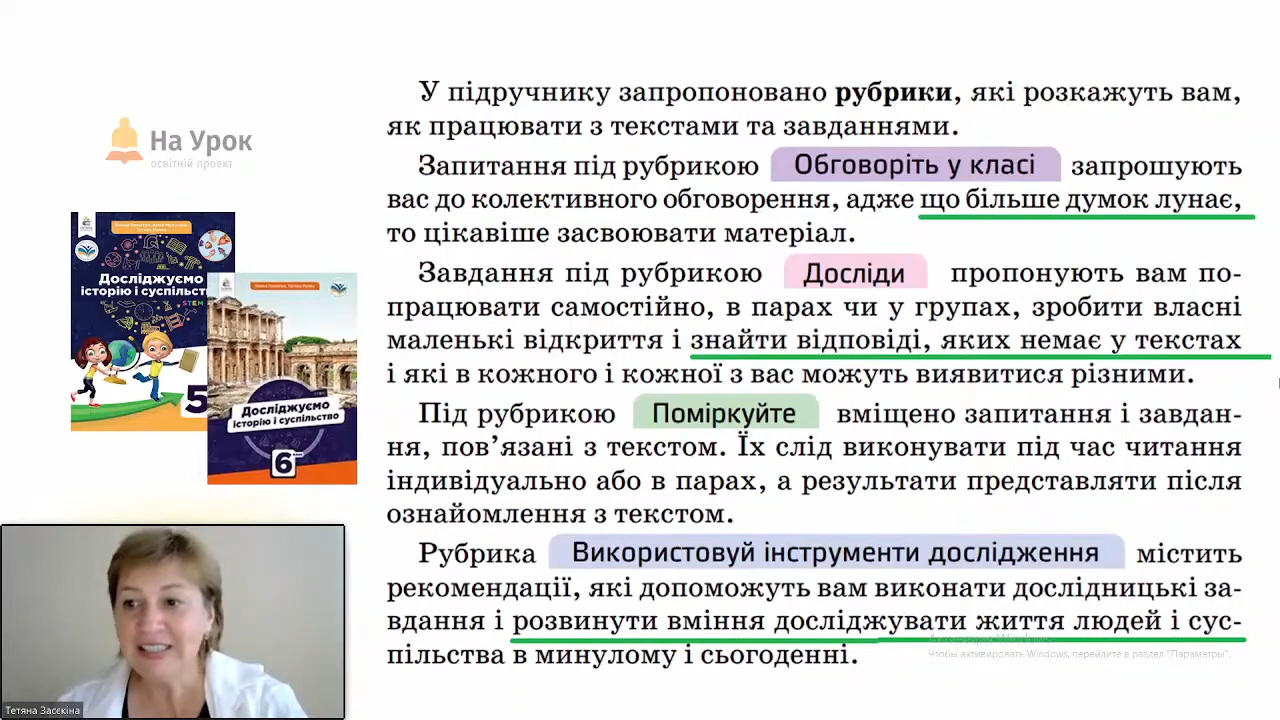 У підручнику запропоновано рубрики, які розкажуть вам,
як працювати з текстами та завданнями.
Запитання під рубрикою Обговоріть у класі запрошують
вас до колективного обговорення, адже що більше думок лунає,
то цікавіше засвоювати матеріал.
Завдання під рубрикою Досліди пропонують вам по-
працювати самостійно, в парах чи у групах, зробити власні
маленькі відкриття і знайти відповіді, яких немає у текстах
і які в кожного і кожної з вас можуть виявитися різними.
Під рубрикою Поміркуйте вміщено запитання і завдан-
ня, пов’язані з текстом. Їх слід виконувати під час читання
індивідуально або в парах, а результати представляти після
ознайомлення з текстом.
Рубрика Використовуй інструменти дослідження містить
рекомендації, які допоможуть вам виконати дослідницькі за-
вдання і розвинути вміння досліджувати життя людей і сус-
пільства в минулому і сьогоденні.
На Урок
освітній проект
Досліджуємо
історію і суспільст
STEM
5
Досліджуємо
історію і суспільство
6
Тетяна Засєкіна
Чтобы активировать Windows, перейдите в раздел "Параметры".